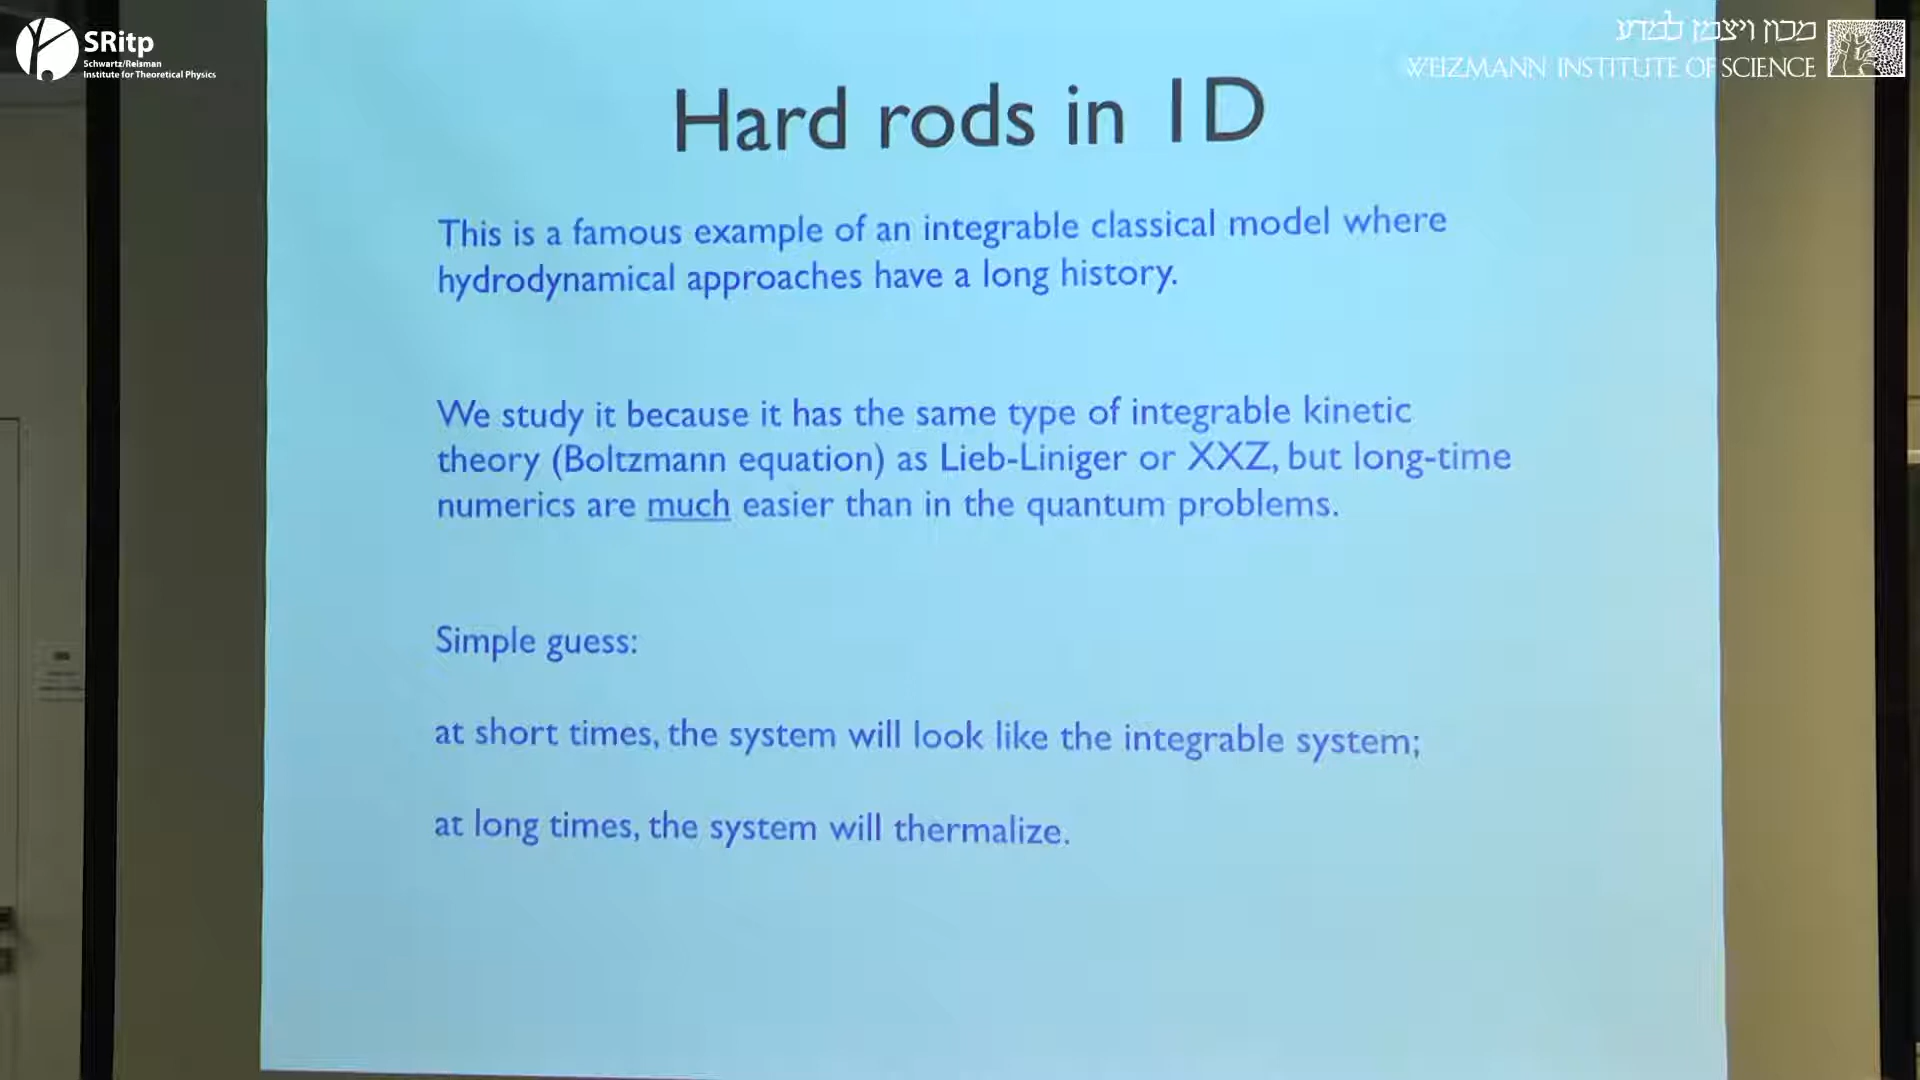 SRitp
Schwartz/Reisman
Institute for Theoretical Physics
מכון ויצמן למדע
WEIZMANN INSTITUTE OF SCIENCE
Hard rods in 1D
This is a famous example of an integrable classical model where
hydrodynamical approaches have a long history.
We study it because it has the same type of integrable kinetic
theory (Boltzmann equation) as Lieb-Liniger or XXZ, but long-time
numerics are much easier than in the quantum problems.
Simple guess:
at short times, the system will look like the integrable system;
at long times, the system will thermalize.